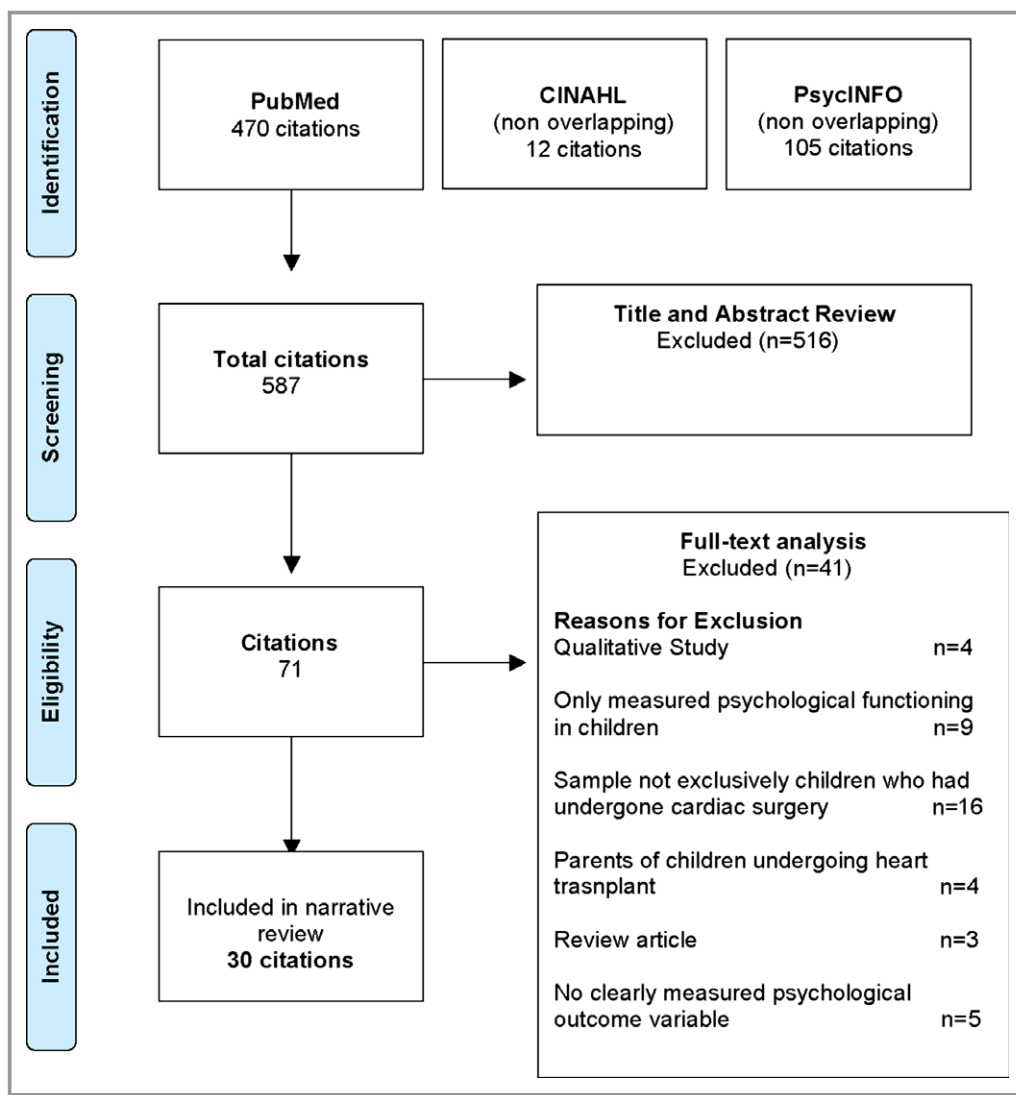 Identification
PubMed
470 citations
CINAHL
(non overlapping)
12 citations
PsycINFO
(non overlapping)
105 citations
Screening
Total citations
587
Title and Abstract Review
Excluded (n=516)
Eligibility
Citations
71
Full-text analysis
Excluded (n=41)
Reasons for Exclusion
Qualitative Study n=4
Only measured psychological functioning
in children n=9
Sample not exclusively children who had
undergone cardiac surgery n=16
Parents of children undergoing heart
trasnplant n=4
Review article n=3
No clearly measured psychological
outcome variable n=5
Included
Included in narrative
review
30 citations